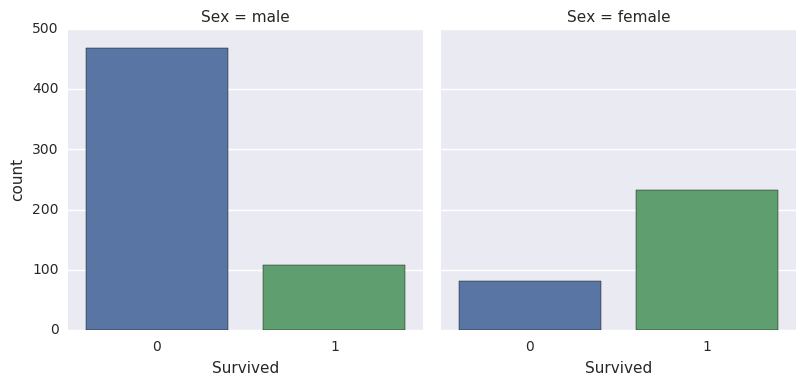 Sex = male
Sex = female
500
400
300
200
100
0
count
0
1
0
1
Survived
Survived